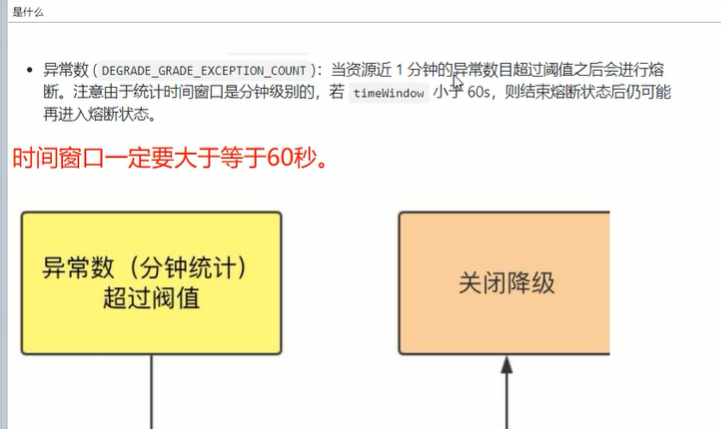 是什么
• 异常数 (DEGRADE_GRADE_EXCEPTION_COUNT)：当资源近 1 分钟的异常数目超过阈值之后会进行熔
断。注意由于统计时间窗口是分钟级别的，若 timeWindow 小于 60s，则结束熔断状态后仍可能
再进入熔断状态。
时间窗口一定要大于等于60秒。
异常数（分钟统计）
超过阀值
关闭降级